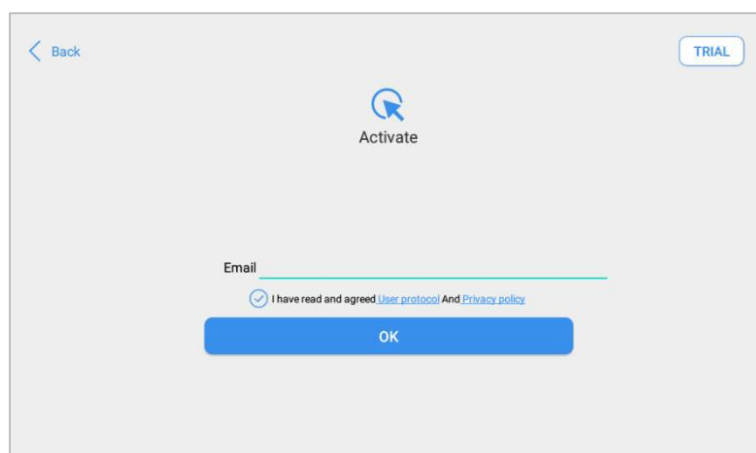 Back
TRIAL
Activate
Email
I have read and agreed User protocol And Privacy policy
OK